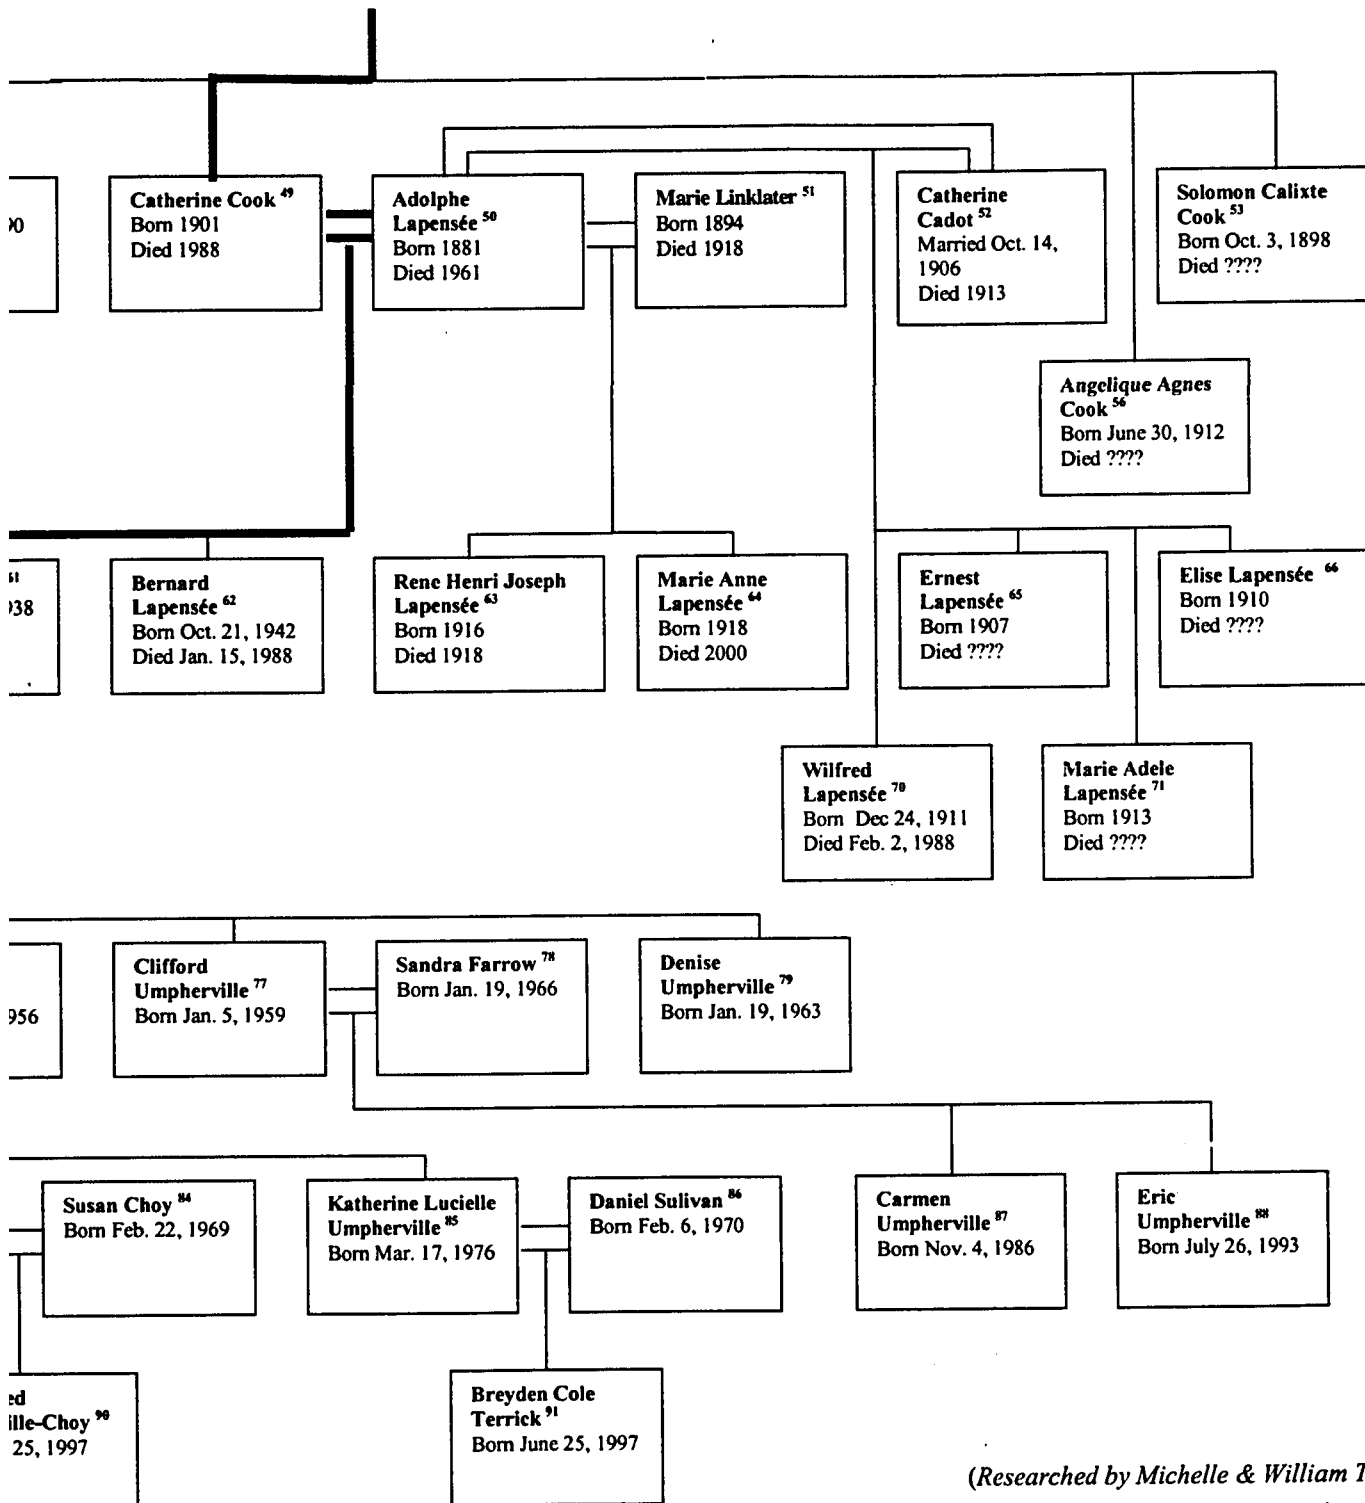 90
Catherine Cook 49
Born 1901
Died 1988
Adolphe
Lapensée 50
Born 1881
Died 1961
Marie Linklater 51
Born 1894
Died 1918
Catherine
Cadot 52
Married Oct. 14,
1906
Died 1913
Solomon Calixte
Cook 53
Born Oct. 3, 1898
Died ????
Angelique Agnes
Cook 56
Born June 30, 1912
Died ????
61
938
Bernard
Lapensée 62
Born Oct. 21, 1942
Died Jan. 15, 1988
Rene Henri Joseph
Lapensée 63
Born 1916
Died 1918
Marie Anne
Lapensée 64
Born 1918
Died 2000
Ernest
Lapensée 65
Born 1907
Died ????
Elise Lapensée 66
Born 1910
Died ????
Wilfred
Lapensée 70
Born Dec 24, 1911
Died Feb. 2, 1988
Marie Adele
Lapensée 71
Born 1913
Died ????
956
Clifford
Umpherville 77
Born Jan. 5, 1959
Sandra Farrow 78
Born Jan. 19, 1966
Denise
Umpherville 79
Born Jan. 19, 1963
Susan Choy 84
Born Feb. 22, 1969
Katherine Lucielle
Umpherville 85
Born Mar. 17, 1976
Daniel Sulivan 86
Born Feb. 6, 1970
Carmen
Umpherville 87
Born Nov. 4, 1986
Eric
Umpherville 88
Born July 26, 1993
ed
ille-Choy 90
25, 1997
Breyden Cole
Terrick 91
Born June 25, 1997
(Researched by Michelle & William T